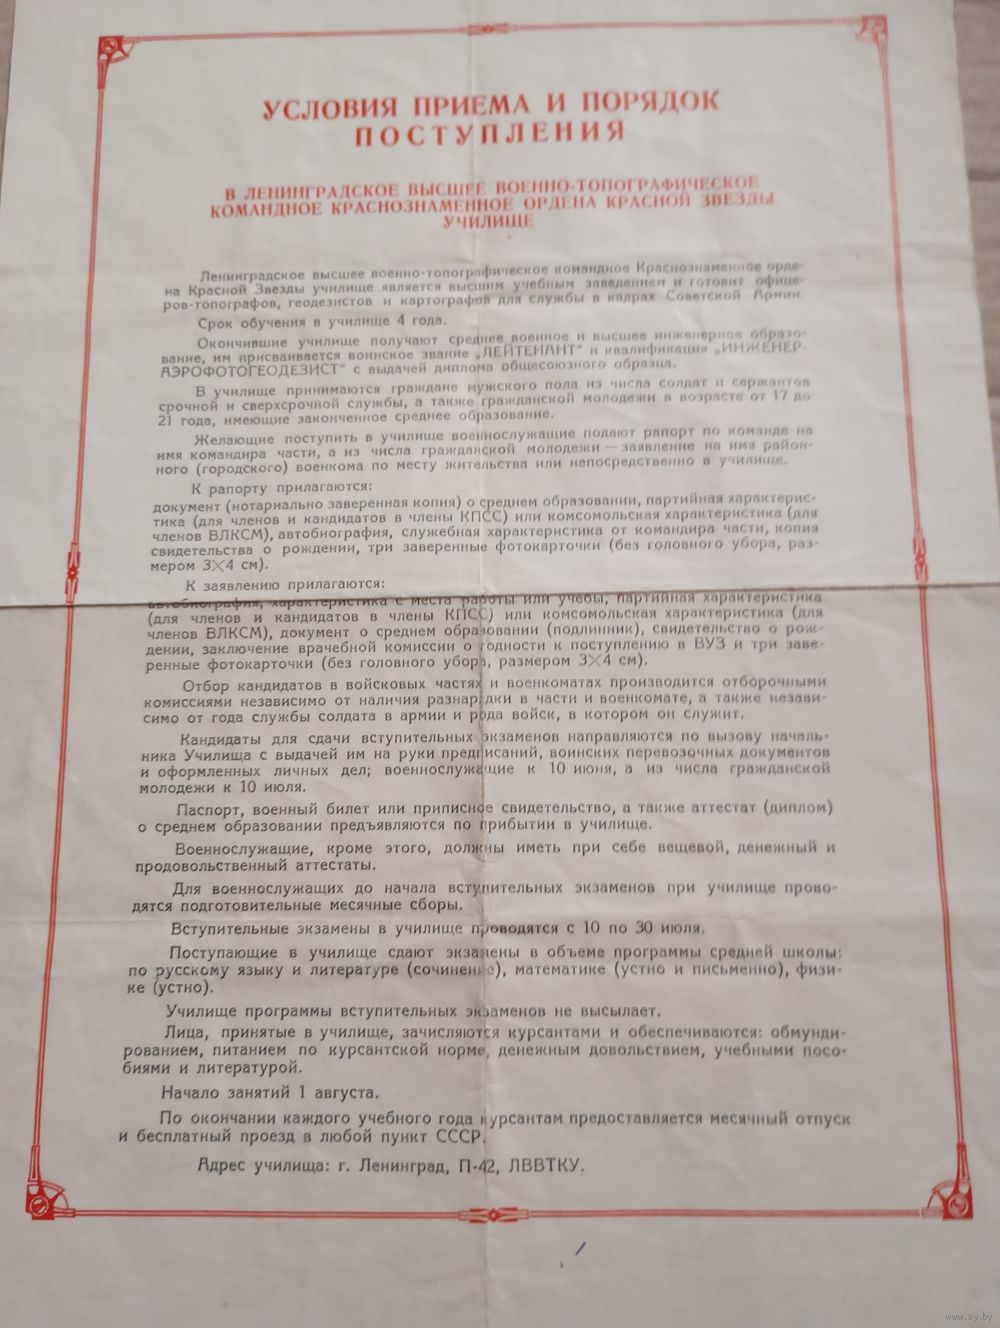 УСЛОВИЯ ПРИЕМА И ПОРЯДОК
ПОСТУПЛЕНИЯ
В ЛЕНИНГРАДСКОЕ ВЫСШЕЕ ВОЕННО-ТОПОГРАФИЧЕСКОЕ
КОМАНДНОЕ КРАСНОЗНАМЕННОЕ ОРДЕНА КРАСНОЙ ЗВЕЗДЫ
УЧИЛИЩЕ
Ленинградское высшее военно-топографическое командное Краснознаменное орде-
на Красной Звезды училище является высшим учебным заведением и готовит офице-
ров-топографов, геодезистов и картографов для службы в кадрах Советской Армии.
Срок обучения в училище 4 года.
Окончившие училище получают среднее военное и высшее инженерное образо-
вание, им присваивается воинское звание „ЛЕЙТЕНАНТ“ и квалификация „ИНЖЕНЕР-
АЭРОФОТОГЕОДЕЗИСТ“ с выдачей диплома общесоюзного образца.
В училище принимаются граждане мужского пола из числа солдат и сержантов
срочной и сверхсрочной службы, а также гражданской молодежи в возрасте от 17 до
21 года, имеющие законченное среднее образование.
Желающие поступить в училище военнослужащие подают рапорт по команде на
имя командира части, а из числа гражданской молодежи — заявление на имя район-
ного (городского) военкома по месту жительства или непосредственно в училище.
К рапорту прилагаются:
документ (нотариально заверенная копия) о среднем образовании, партийная характерис-
тика (для членов и кандидатов в члены КПСС) или комсомольская характеристика (для
членов ВЛКСМ), автобиография, служебная характеристика от командира части, копия
свидетельства о рождении, три заверенные фотокарточки (без головного убора, раз-
мером 3×4 см).
К заявлению прилагаются:
автобиография, характеристика с места работы или учебы, партийная характеристика
(для членов и кандидатов в члены КПСС) или комсомольская характеристика (для
членов ВЛКСМ), документ о среднем образовании (подлинник), свидетельство о рож-
дении, заключение врачебной комиссии о годности к поступлению в ВУЗ и три заве-
ренные фотокарточки (без головного убора, размером 3×4 см).
Отбор кандидатов в войсковых частях и военкоматах производится отборочными
комиссиями независимо от наличия разнарядки в части и военкомате, а также незави-
симо от года службы солдата в армии и рода войск, в котором он служит.
Кандидаты для сдачи вступительных экзаменов направляются по вызову началь-
ника Училища с выдачей им на руки предписаний, воинских перевозочных документов
и оформленных личных дел; военнослужащие к 10 июня, а из числа гражданской
молодежи к 10 июля.
Паспорт, военный билет или приписное свидетельство, а также аттестат (диплом)
о среднем образовании предъявляются по прибытии в училище.
Военнослужащие, кроме этого, должны иметь при себе вещевой, денежный и
продовольственный аттестаты.
Для военнослужащих до начала вступительных экзаменов при училище прово-
дятся подготовительные месячные сборы.
Вступительные экзамены в училище проводятся с 10 по 30 июля.
Поступающие в училище сдают экзамены в объеме программы средней школы:
по русскому языку и литературе (сочинение), математике (устно и письменно), физи-
ке (устно).
Училище программы вступительных экзаменов не высылает.
Лица, принятые в училище, зачисляются курсантами и обеспечиваются: обмунди-
рованием, питанием по курсантской норме, денежным довольствием, учебными посо-
биями и литературой.
Начало занятий 1 августа.
По окончании каждого учебного года курсантам предоставляется месячный отпуск
и бесплатный проезд в любой пункт СССР.
Адрес училища: г. Ленинград, П-42, ЛВВТКУ.
www.ay.by